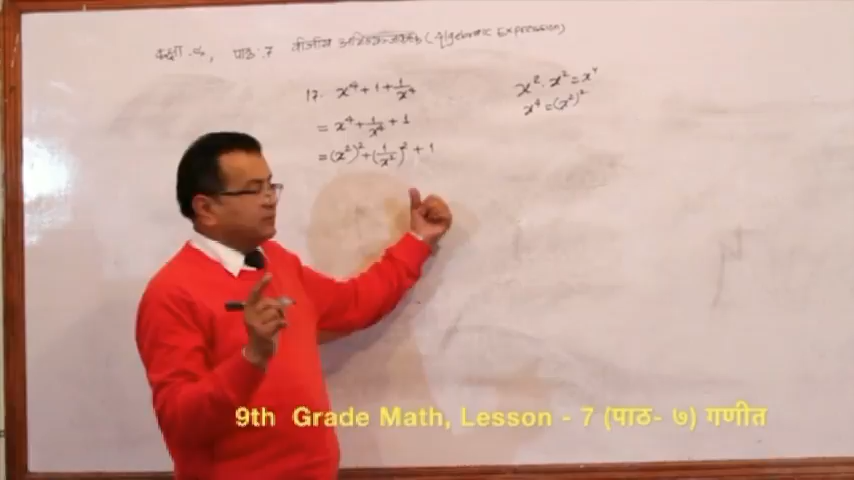 कक्षा ९, पाठ: 7 बीजीय अभिव्यञ्जकहरू (Algebraic Expression)
17. x⁴ + 1 + 1/x⁴
= x⁴ + 1/x⁴ + 1
= (x²)² + (1/x²)² + 1
x² · x² = x⁴
x⁴ = (x²)²
9th Grade Math, Lesson - 7 (पाठ- ७) गणीत